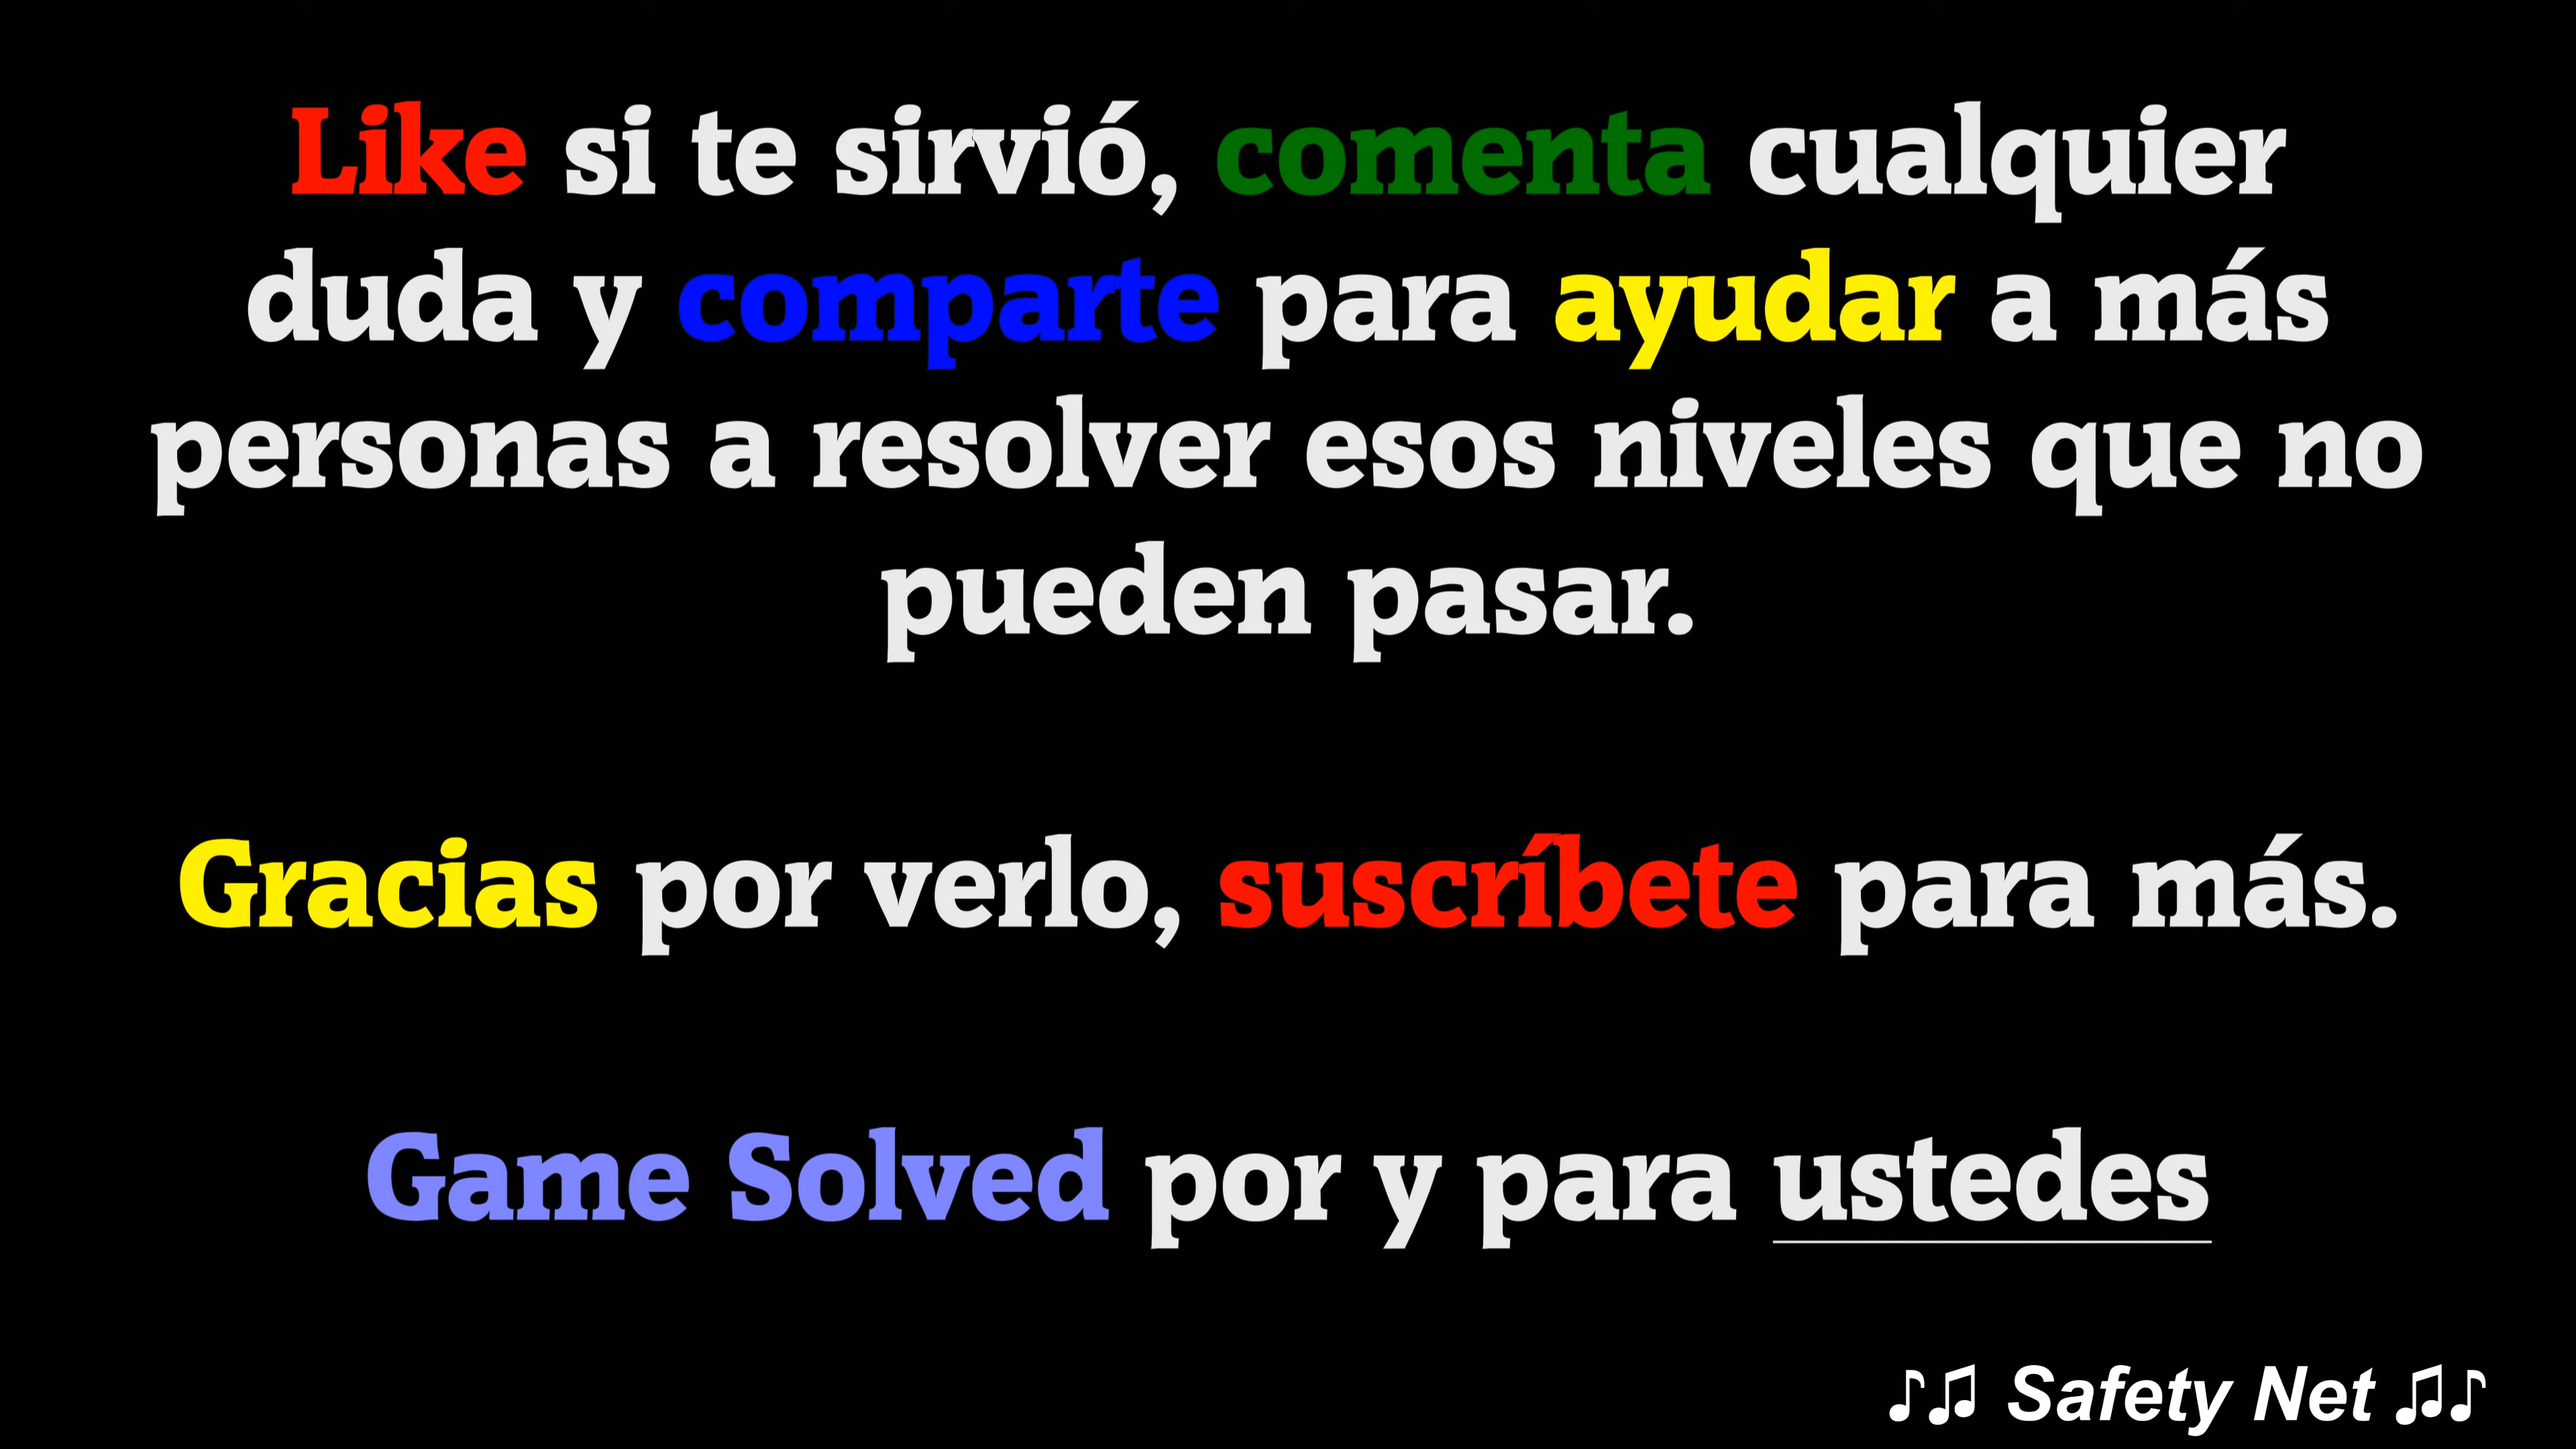 Like si te sirvió, comenta cualquier
duda y comparte para ayudar a más
personas a resolver esos niveles que no
pueden pasar.
Gracias por verlo, suscríbete para más.
Game Solved por y para ustedes
♪♫ Safety Net ♫♪